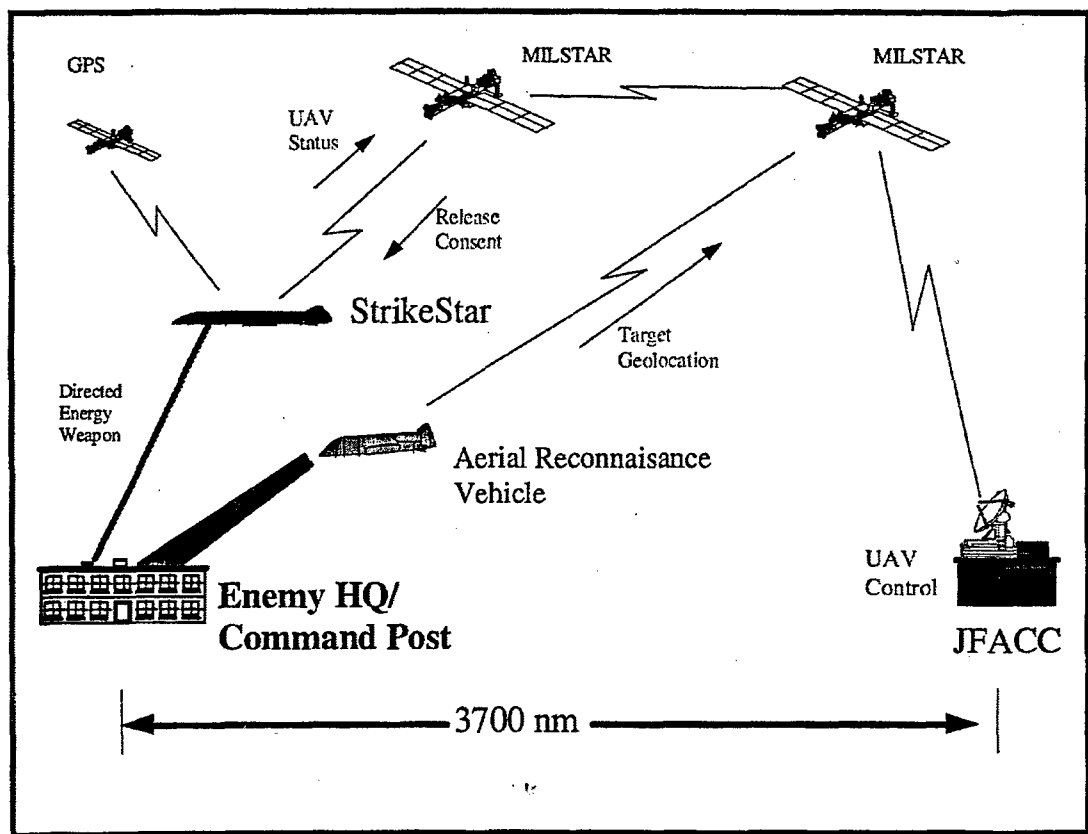 GPS
MILSTAR
MILSTAR
UAV
Status
Release
Consent
StrikeStar
Target
Geolocation
Directed
Energy
Weapon
Aerial Reconnaisance
Vehicle
UAV
Control
Enemy HQ/
Command Post
JFACC
3700 nm